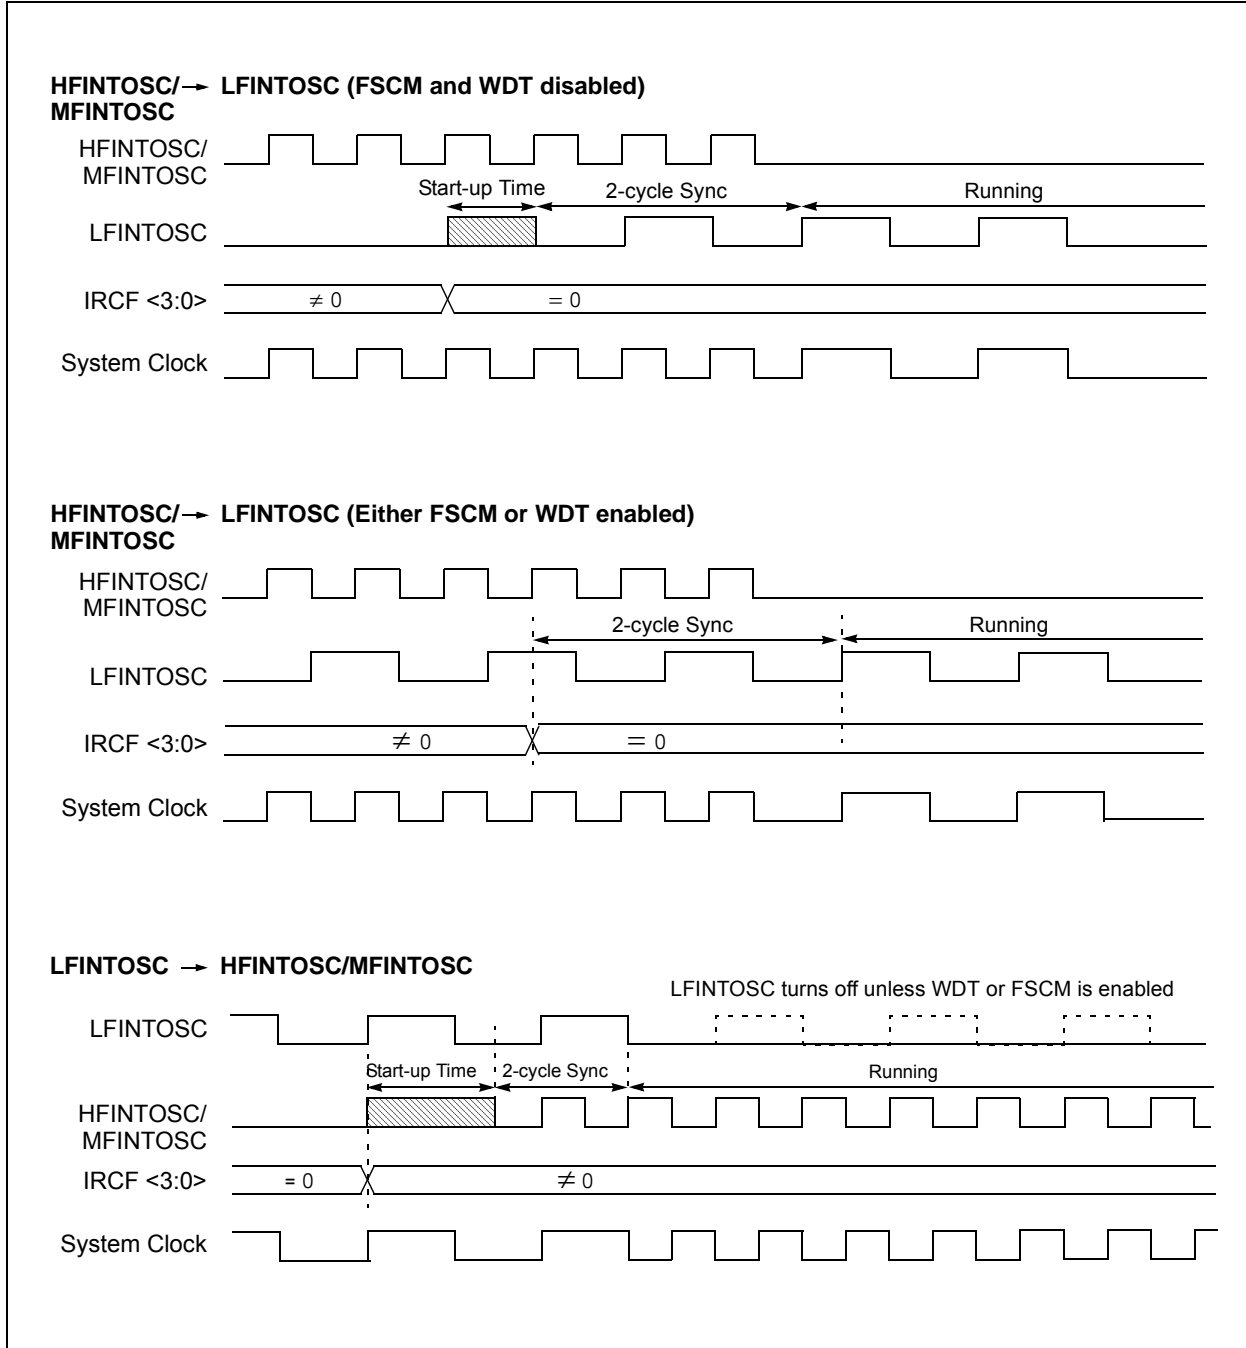 HFINTOSC/ → LFINTOSC (FSCM and WDT disabled)
MFINTOSC
HFINTOSC/
MFINTOSC
Start-up Time
2-cycle Sync
Running
LFINTOSC
IRCF <3:0>
≠ 0
= 0
System Clock
HFINTOSC/ → LFINTOSC (Either FSCM or WDT enabled)
MFINTOSC
HFINTOSC/
MFINTOSC
2-cycle Sync
Running
LFINTOSC
IRCF <3:0>
≠ 0
= 0
System Clock
LFINTOSC → HFINTOSC/MFINTOSC
LFINTOSC turns off unless WDT or FSCM is enabled
LFINTOSC
Start-up Time
2-cycle Sync
Running
HFINTOSC/
MFINTOSC
IRCF <3:0>
= 0
≠ 0
System Clock